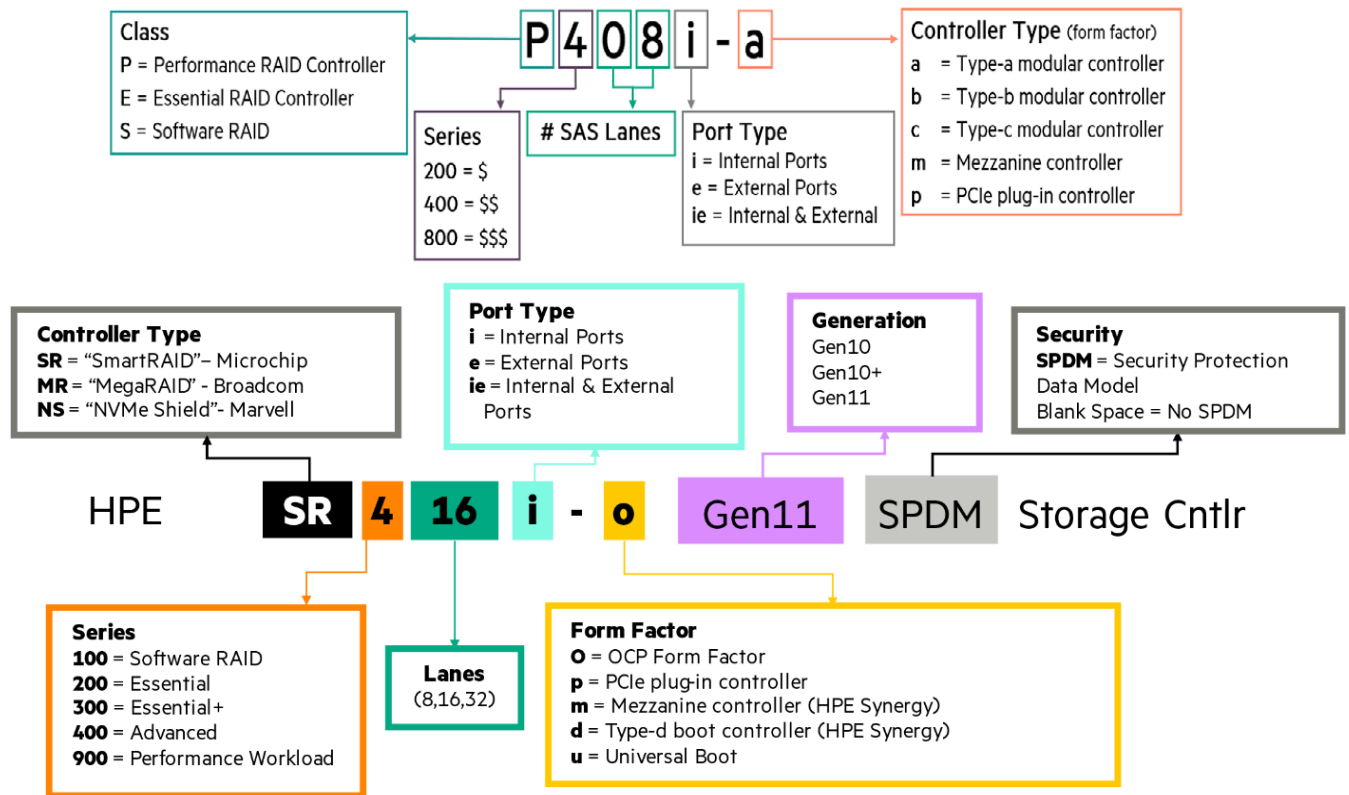 P408i-a
Class
P = Performance RAID Controller
E = Essential RAID Controller
S = Software RAID
Series
200 = $
400 = $$
800 = $$$
# SAS Lanes
Port Type
i = Internal Ports
e = External Ports
ie = Internal & External
Controller Type (form factor)
a = Type-a modular controller
b = Type-b modular controller
c = Type-c modular controller
m = Mezzanine controller
p = PCIe plug-in controller
Controller Type
SR = “SmartRAID”– Microchip
MR = “MegaRAID” - Broadcom
NS = “NVMe Shield”- Marvell
Port Type
i = Internal Ports
e = External Ports
ie = Internal & External
Ports
Generation
Gen10
Gen10+
Gen11
Security
SPDM = Security Protection
Data Model
Blank Space = No SPDM
HPE SR 4 16 i - o Gen11 SPDM Storage Cntlr
Series
100 = Software RAID
200 = Essential
300 = Essential+
400 = Advanced
900 = Performance Workload
Lanes
(8,16,32)
Form Factor
O = OCP Form Factor
p = PCIe plug-in controller
m = Mezzanine controller (HPE Synergy)
d = Type-d boot controller (HPE Synergy)
u = Universal Boot